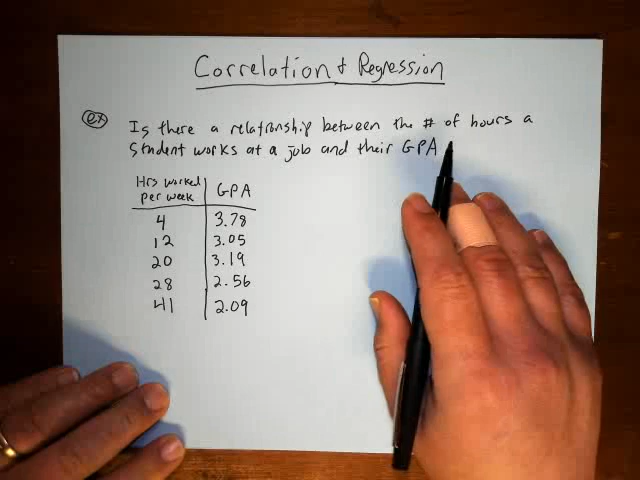 Correlation & Regression
ex Is there a relationship between the # of hours a
student works at a job and their GPA
Hrs worked per week GPA
4 3.78
12 3.05
20 3.19
28 2.56
41 2.09